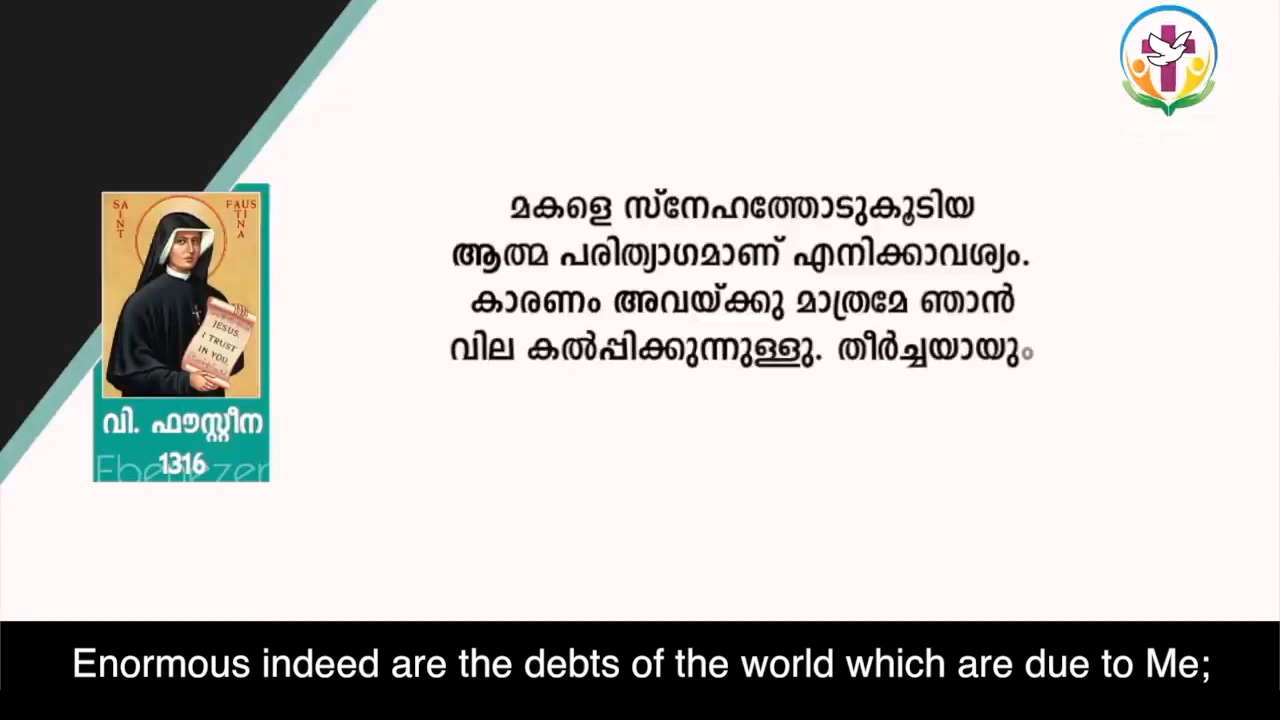 SAINT FAUSTINA
JESUS,
I TRUST
IN YOU
വി. ഫൗസ്റ്റീന
1316
Ebenezer
മകളെ സ്നേഹത്തോടുകൂടിയ
ആത്മ പരിത്യാഗമാണ് എനിക്കാവശ്യം.
കാരണം അവയ്ക്കു മാത്രമേ ഞാൻ
വില കൽപ്പിക്കുന്നുള്ളു. തീർച്ചയായും
Enormous indeed are the debts of the world which are due to Me;